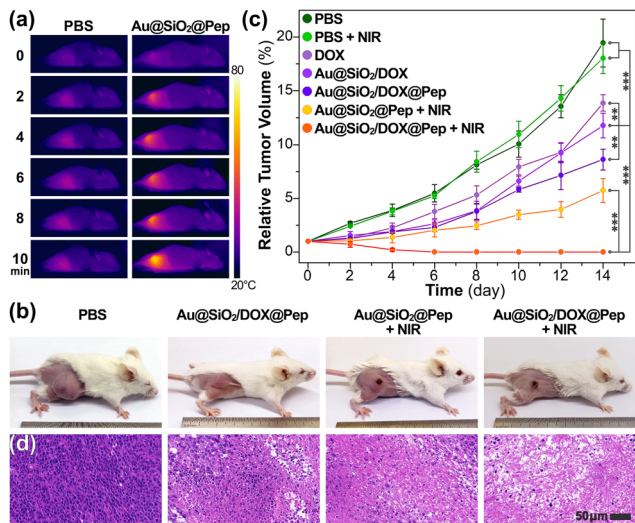 (a)
PBS
Au@SiO₂@Pep
0
2
4
6
8
10
min
80
20°C
(c)
Relative Tumor Volume (%)
20
15
10
5
0
PBS
PBS + NIR
DOX
Au@SiO₂/DOX
Au@SiO₂/DOX@Pep
Au@SiO₂@Pep + NIR
Au@SiO₂/DOX@Pep + NIR
***
**
**
***
***
0
2
4
6
8
10
12
14
Time (day)
(b)
PBS
Au@SiO₂/DOX@Pep
Au@SiO₂@Pep
+ NIR
Au@SiO₂/DOX@Pep
+ NIR
(d)
50μm